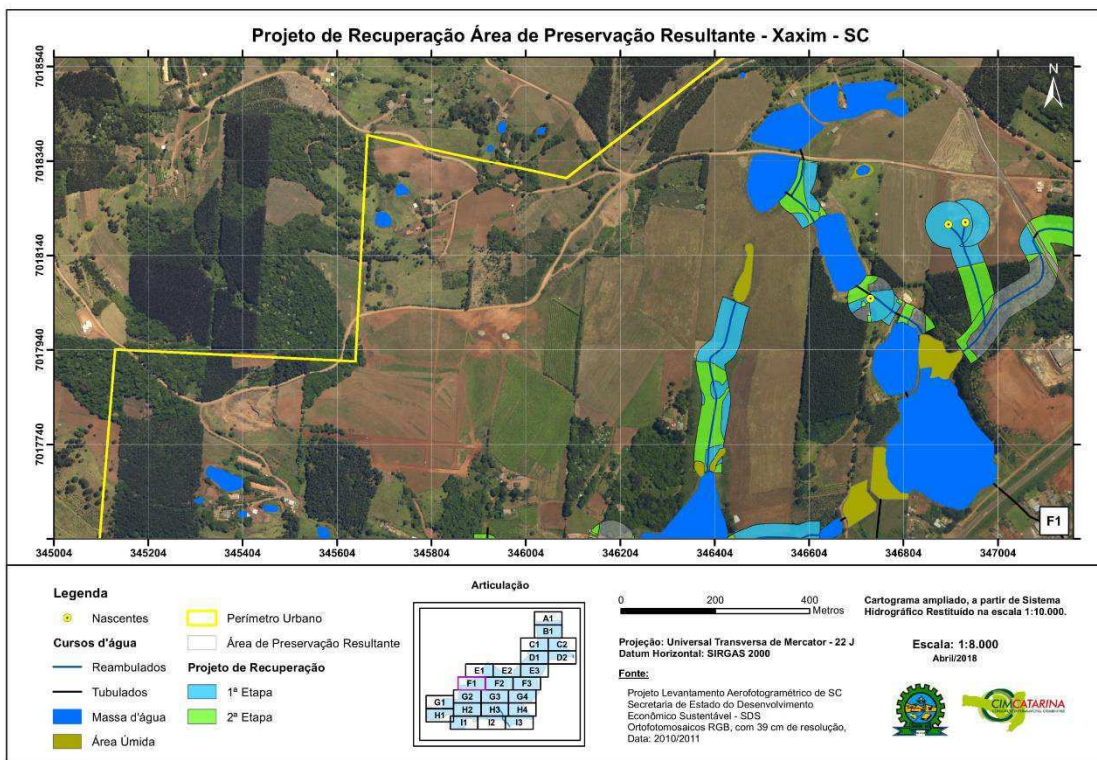 Projeto de Recuperação Área de Preservação Resultante - Xaxim - SC
N
7018540
7018340
7018140
7017940
7017740
F1
345004 345204 345404 345604 345804 346004 346204 346404 346604 346804 347004
Legenda
Nascentes
Cursos d'água
Reambulados
Tubulados
Massa d'água
Área Úmida
Perímetro Urbano
Área de Preservação Resultante
Projeto de Recuperação
1ª Etapa
2ª Etapa
Articulação
A1
B1
C1 C2
D1 D2
E1 E2 E3
F1 F2 F3
G2 G3 G4
G1
H2 H3 H4
H1
I1 I2 I3
0 200 400
Metros
Projeção: Universal Transversa de Mercator - 22 J
Datum Horizontal: SIRGAS 2000
Fonte:
Projeto Levantamento Aerofotogramétrico de SC
Secretaria de Estado do Desenvolvimento
Econômico Sustentável - SDS
Ortofotomosaicos RGB, com 39 cm de resolução,
Data: 2010/2011
Cartograma ampliado, a partir de Sistema
Hidrográfico Restituído na escala 1:10.000.
Escala: 1:8.000
Abril/2018
CIMCATARINA